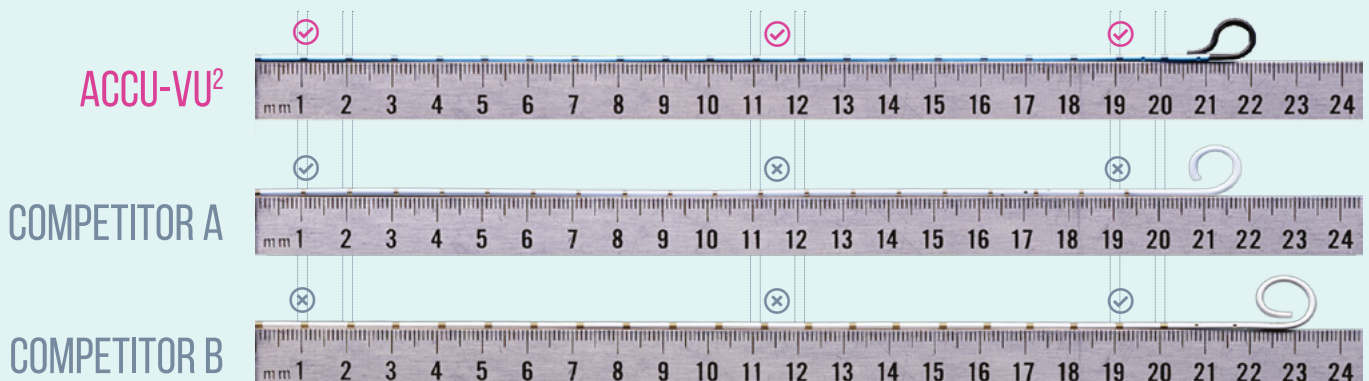 ACCU-VU²
mm 1 2 3 4 5 6 7 8 9 10 11 12 13 14 15 16 17 18 19 20 21 22 23 24
COMPETITOR A
mm 1 2 3 4 5 6 7 8 9 10 11 12 13 14 15 16 17 18 19 20 21 22 23 24
COMPETITOR B
mm 1 2 3 4 5 6 7 8 9 10 11 12 13 14 15 16 17 18 19 20 21 22 23 24